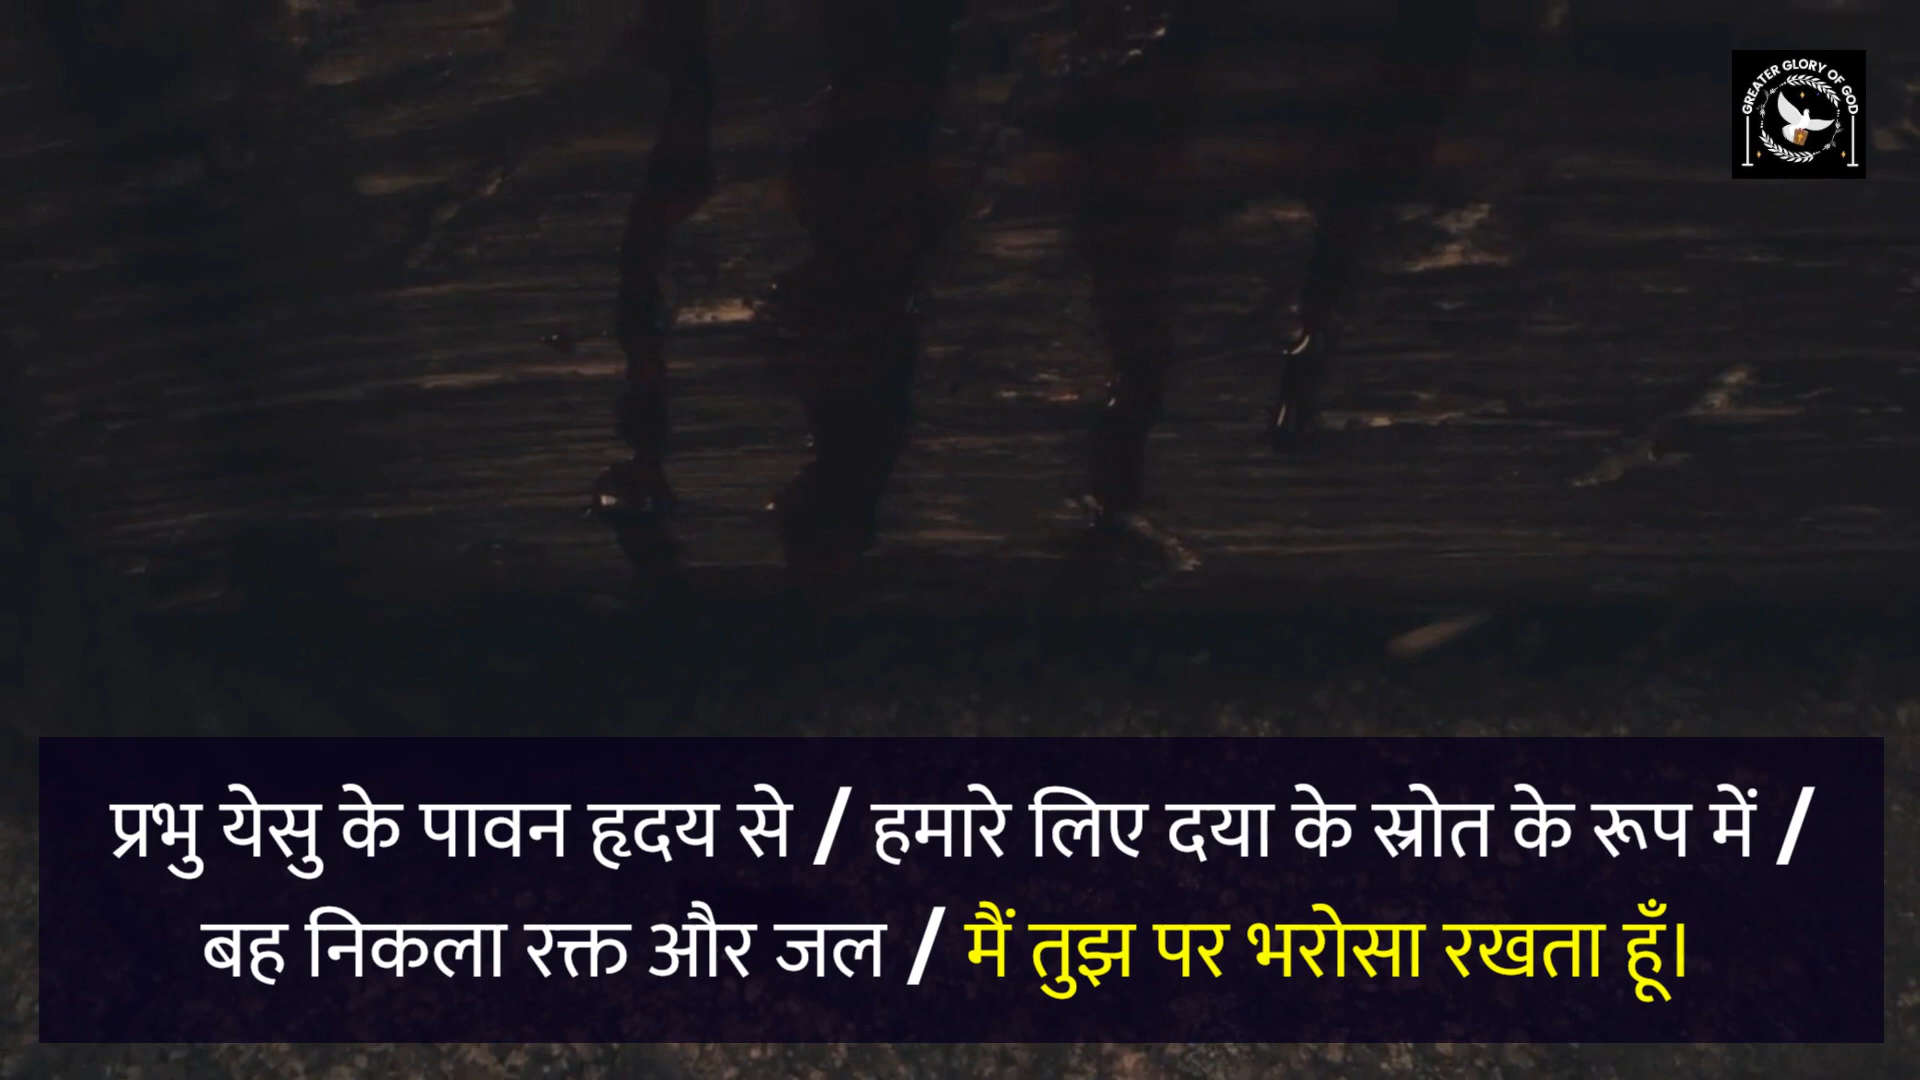 GREATER GLORY OF GOD
प्रभु येसु के पावन हृदय से / हमारे लिए दया के स्रोत के रूप में /
बह निकला रक्त और जल / मैं तुझ पर भरोसा रखता हूँ।